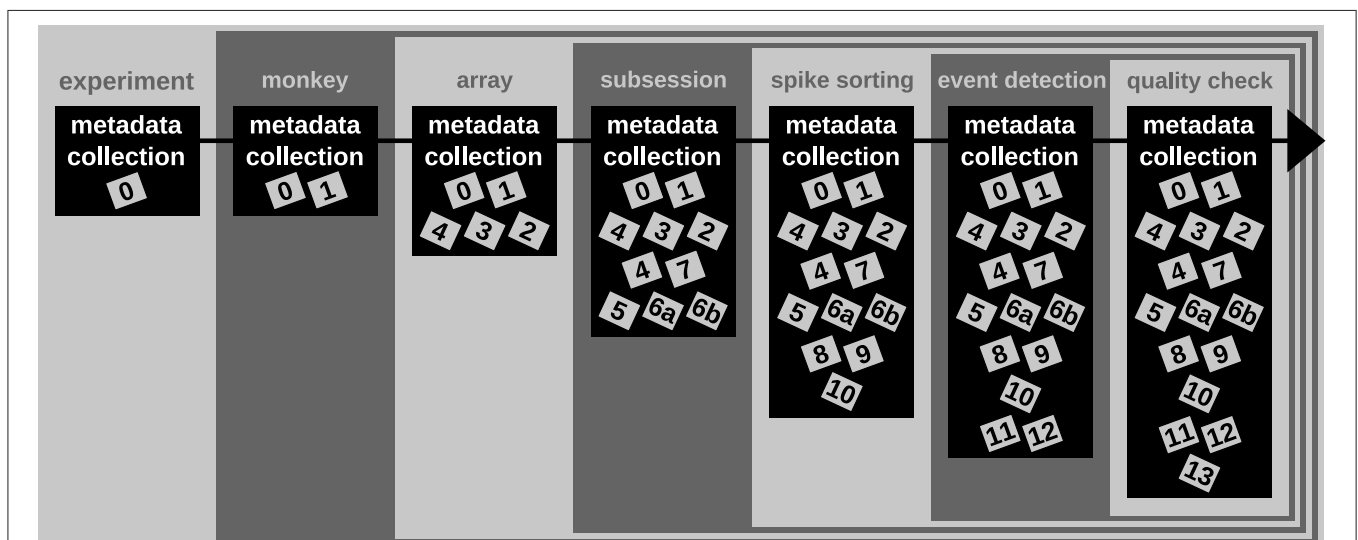 experiment monkey array subsession spike sorting event detection quality check
metadata metadata metadata metadata metadata metadata metadata
collection collection collection collection collection collection collection
0 0 1 0 1 0 1 0 1 0 1 0 1
4 3 2 4 3 2 4 3 2 4 3 2 4 3 2
4 7 4 7 4 7 4 7
5 6a 6b 5 6a 6b 5 6a 6b 5 6a 6b
8 9 8 9 8 9
10 10 10
11 12 11 12
13